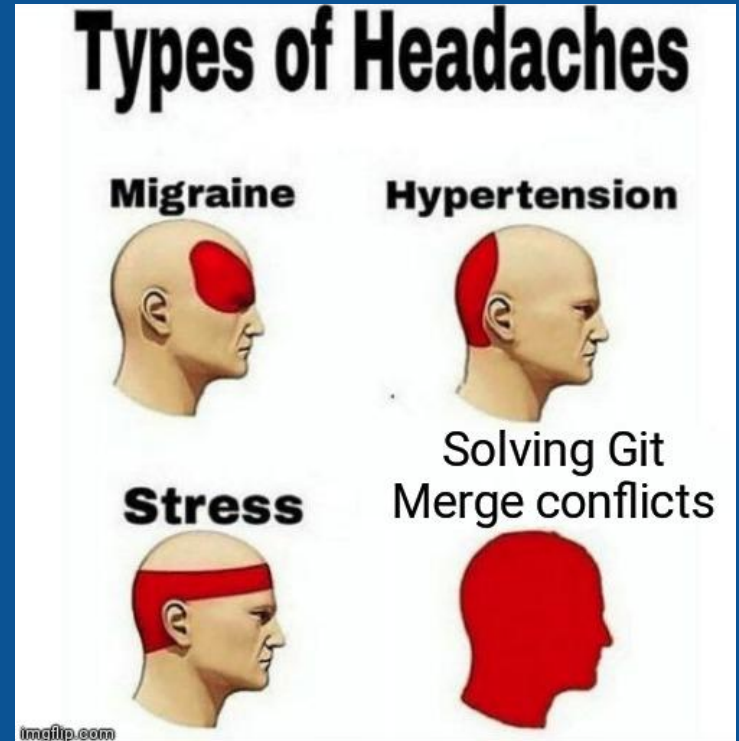 Types of Headaches
Migraine
Hypertension
Stress
Solving Git
Merge conflicts
imgflip.com